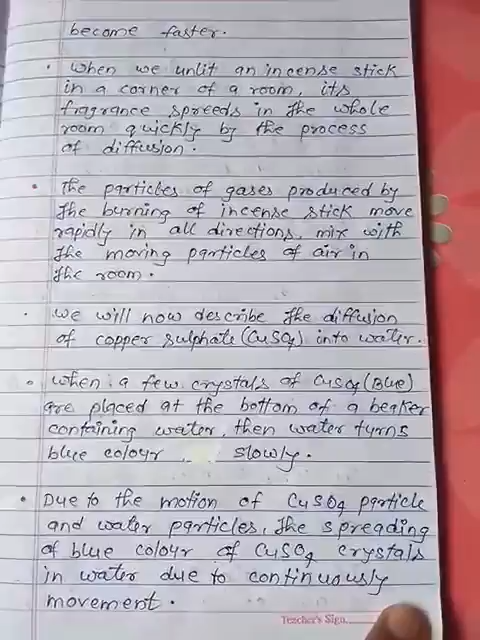 become faster.
• When we unlit an incense stick
in a corner of a room, its
fragrance spreeds in the whole
room quickly by the process
of diffusion.
• The particles of gases produced by
the burning of incense stick move
rapidly in all directions, mix with
the moving particles of air in
the room.
• we will now describe the diffusion
of copper sulphate (CuSO4) into water.
• When a few crystals of CuSO4 (Blue)
are placed at the bottom of a beaker
containing water, then water turns
blue colour slowly.
• Due to the motion of CuSO4 particle
and water particles, the spreading
of blue colour of CuSO4 crystals
in water due to continuously
movement.
Teacher's Sign.